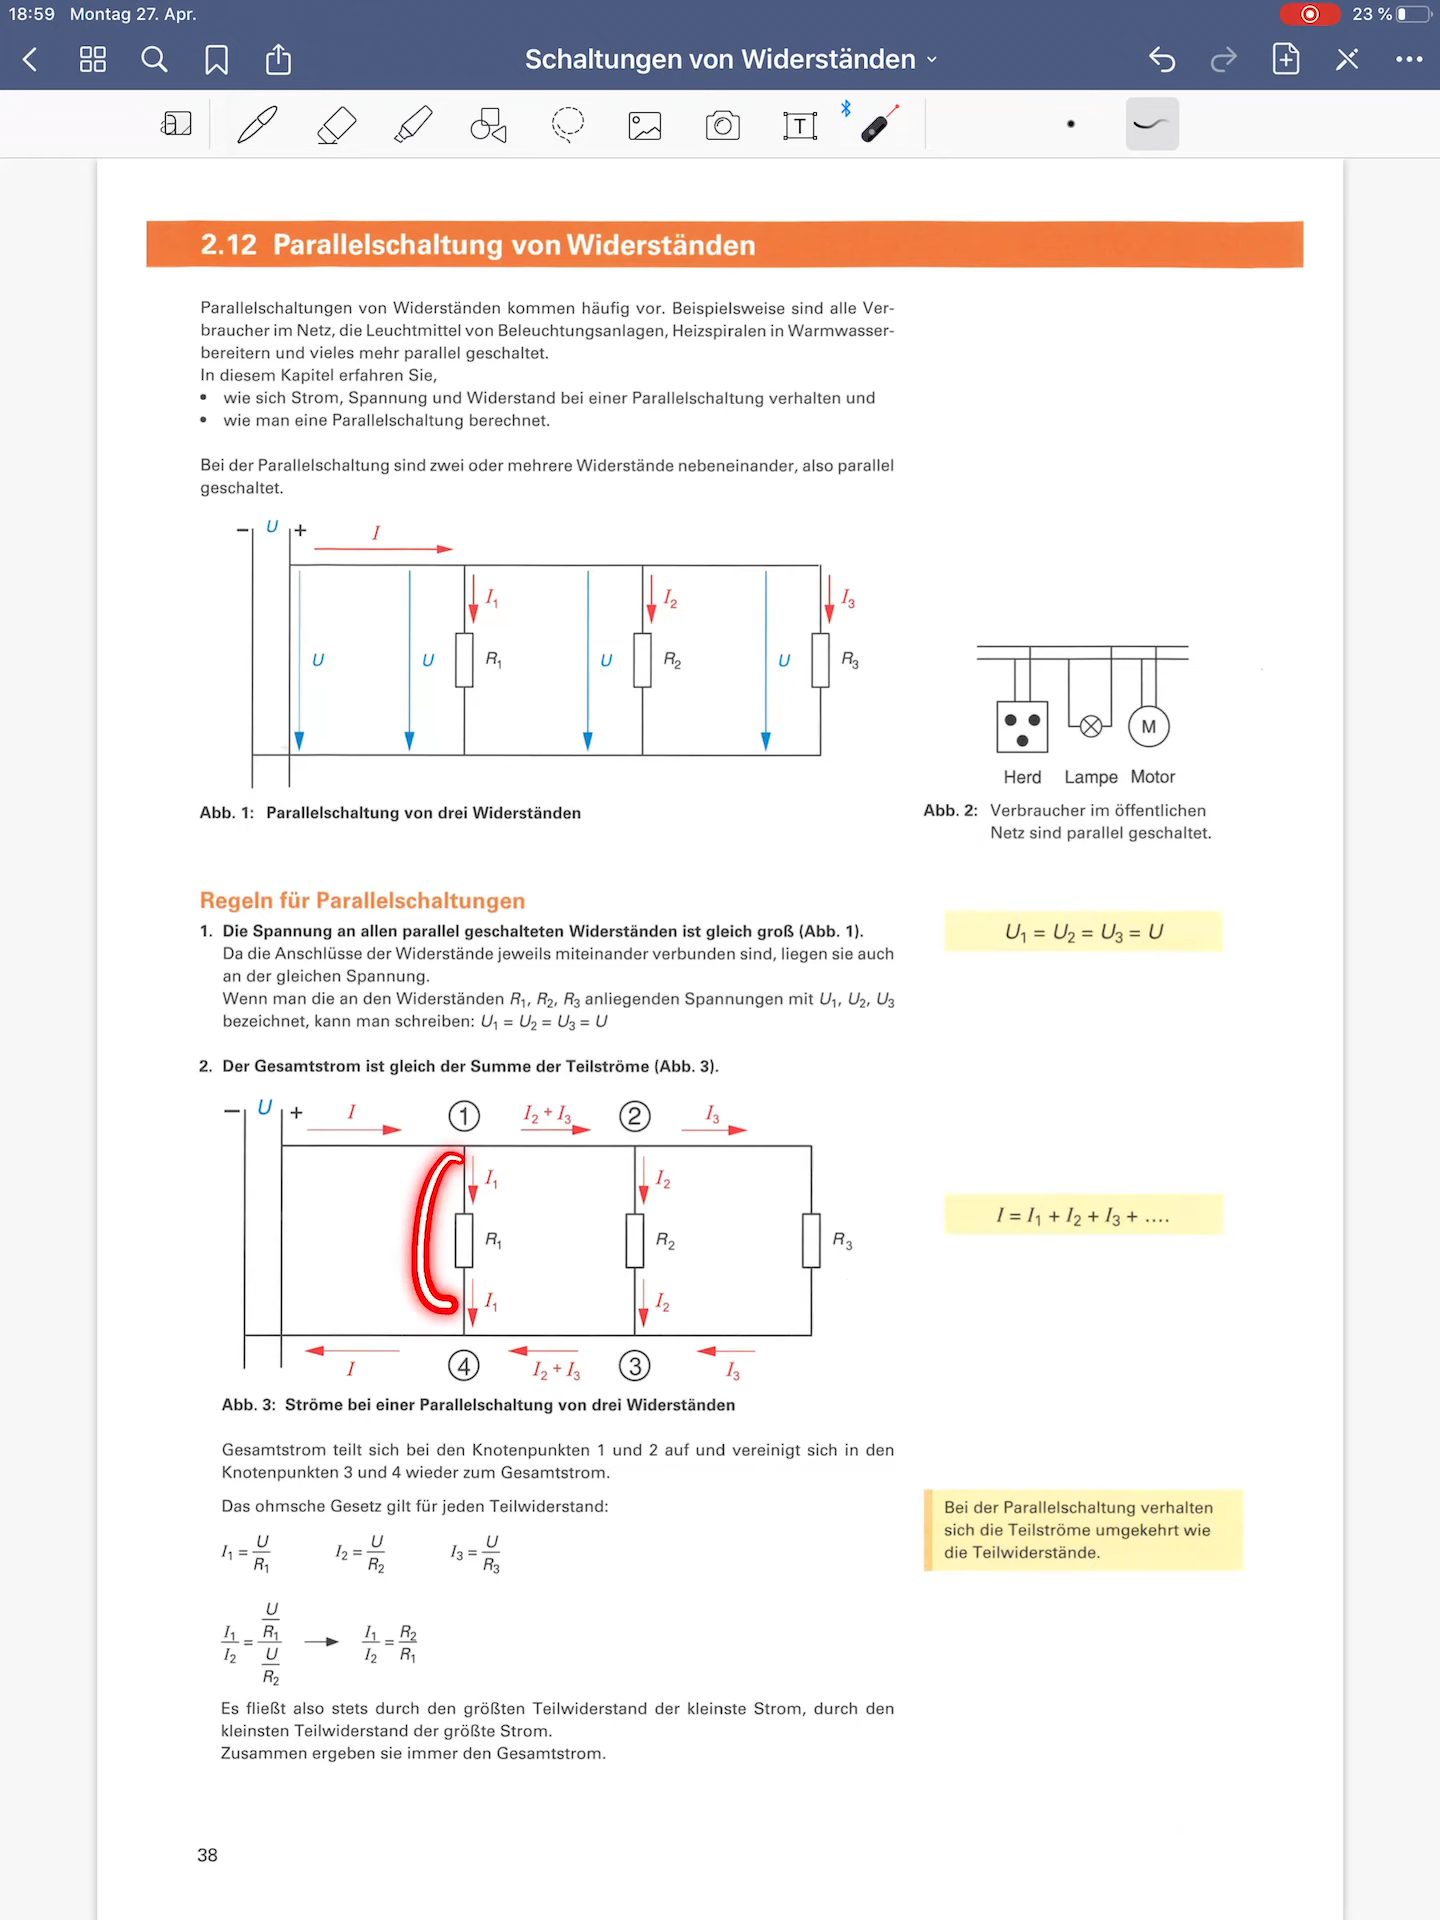 18:59 Montag 27. Apr.
23 %
Schaltungen von Widerständen
T
2.12 Parallelschaltung von Widerständen
Parallelschaltungen von Widerständen kommen häufig vor. Beispielsweise sind alle Ver-
braucher im Netz, die Leuchtmittel von Beleuchtungsanlagen, Heizspiralen in Warmwasser-
bereitern und vieles mehr parallel geschaltet.
In diesem Kapitel erfahren Sie,
• wie sich Strom, Spannung und Widerstand bei einer Parallelschaltung verhalten und
• wie man eine Parallelschaltung berechnet.
Bei der Parallelschaltung sind zwei oder mehrere Widerstände nebeneinander, also parallel
geschaltet.
− U + I
I₁ I₂ I₃
U U R₁ U R₂ U R₃
M
Herd Lampe Motor
Abb. 1: Parallelschaltung von drei Widerständen
Abb. 2: Verbraucher im öffentlichen
Netz sind parallel geschaltet.
Regeln für Parallelschaltungen
1. Die Spannung an allen parallel geschalteten Widerständen ist gleich groß (Abb. 1).
Da die Anschlüsse der Widerstände jeweils miteinander verbunden sind, liegen sie auch
an der gleichen Spannung.
Wenn man die an den Widerständen R₁, R₂, R₃ anliegenden Spannungen mit U₁, U₂, U₃
bezeichnet, kann man schreiben: U₁ = U₂ = U₃ = U
U₁ = U₂ = U₃ = U
2. Der Gesamtstrom ist gleich der Summe der Teilströme (Abb. 3).
− U + I 1 I₂ + I₃ 2 I₃
I₁ I₂
R₁ R₂ R₃
I₁ I₂
I 4 I₂ + I₃ 3 I₃
I = I₁ + I₂ + I₃ + ....
Abb. 3: Ströme bei einer Parallelschaltung von drei Widerständen
Gesamtstrom teilt sich bei den Knotenpunkten 1 und 2 auf und vereinigt sich in den
Knotenpunkten 3 und 4 wieder zum Gesamtstrom.
Das ohmsche Gesetz gilt für jeden Teilwiderstand:
I₁ = U/R₁ I₂ = U/R₂ I₃ = U/R₃
I₁/I₂ = (U/R₁)/(U/R₂) → I₁/I₂ = R₂/R₁
Bei der Parallelschaltung verhalten
sich die Teilströme umgekehrt wie
die Teilwiderstände.
Es fließt also stets durch den größten Teilwiderstand der kleinste Strom, durch den
kleinsten Teilwiderstand der größte Strom.
Zusammen ergeben sie immer den Gesamtstrom.
38